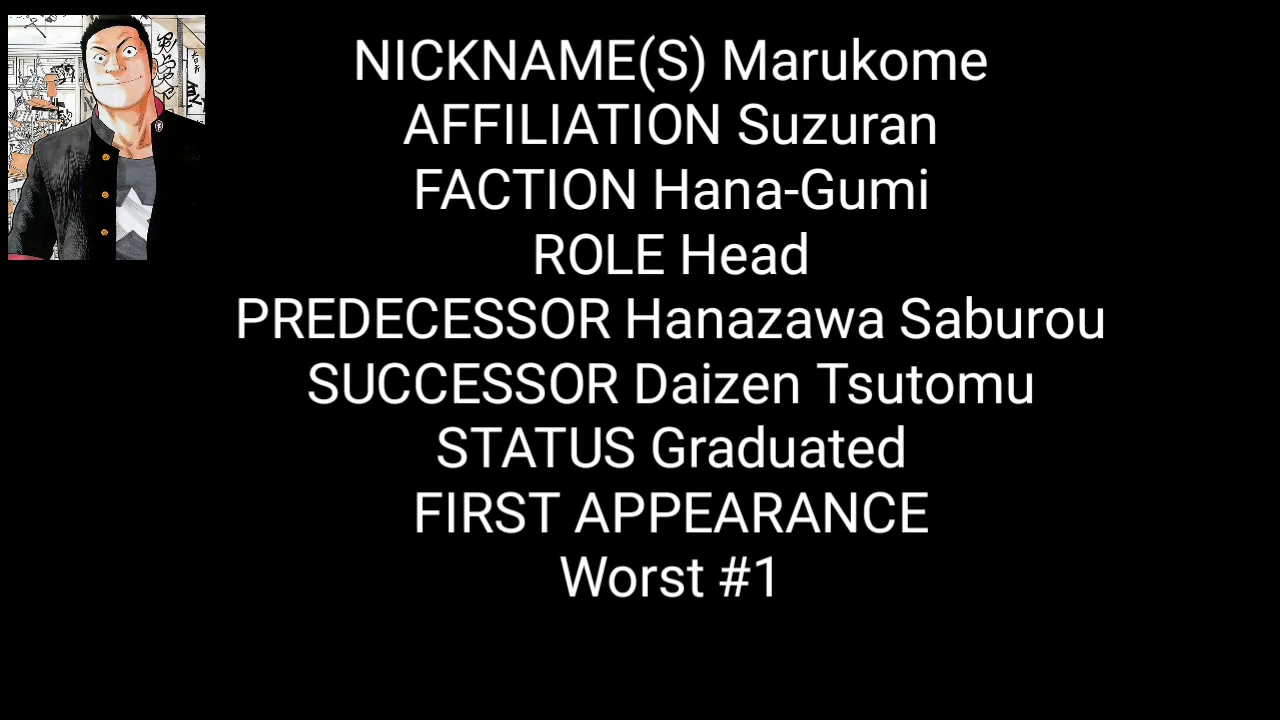 NICKNAME(S) Marukome
AFFILIATION Suzuran
FACTION Hana-Gumi
ROLE Head
PREDECESSOR Hanazawa Saburou
SUCCESSOR Daizen Tsutomu
STATUS Graduated
FIRST APPEARANCE
Worst #1